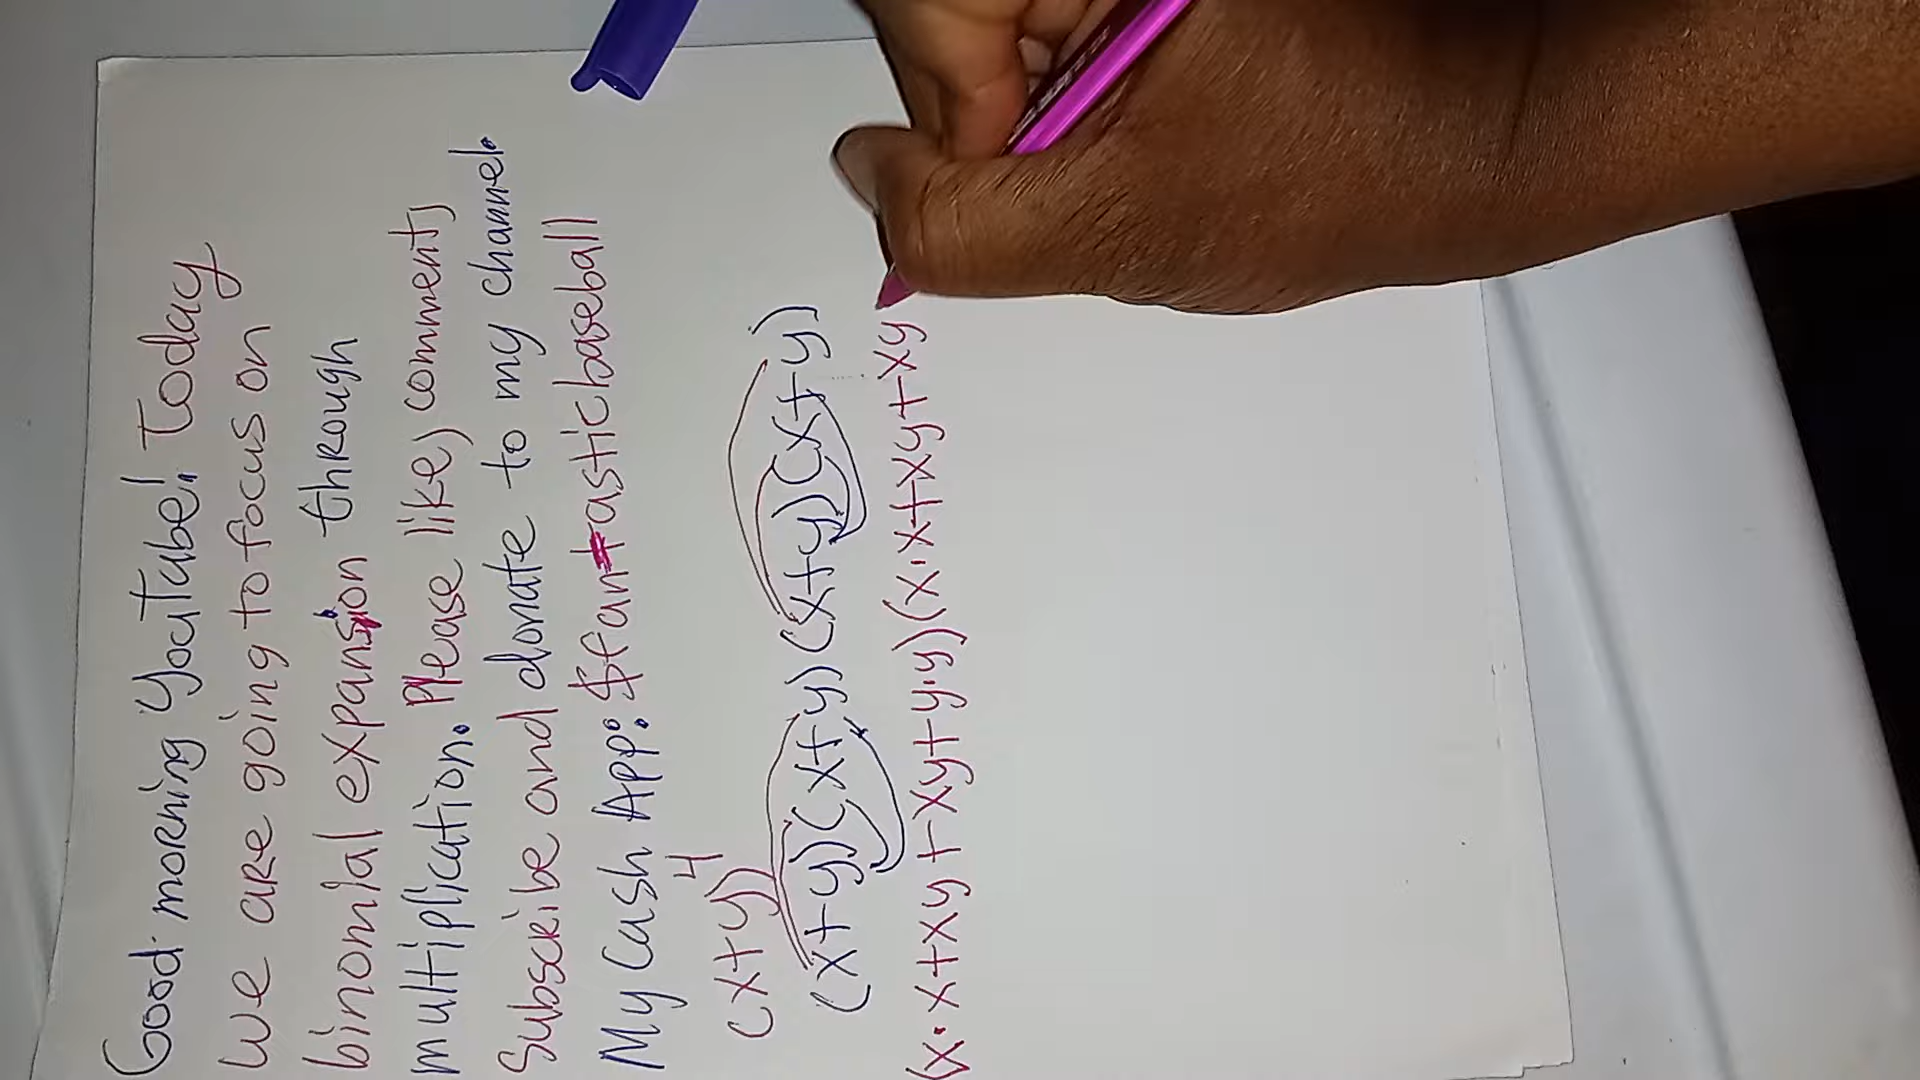 Good morning YouTube! Today
We are going to focus on
binomial expansion through
multiplication. Please like, comment,
Subscribe and donate to my channel.
My Cash App: $fantasticbaseball
(x+y)⁴
(x+y)(x+y)(x+y)(x+y)
(x·x+xy+xy+y·y)(x·x+xy+xy